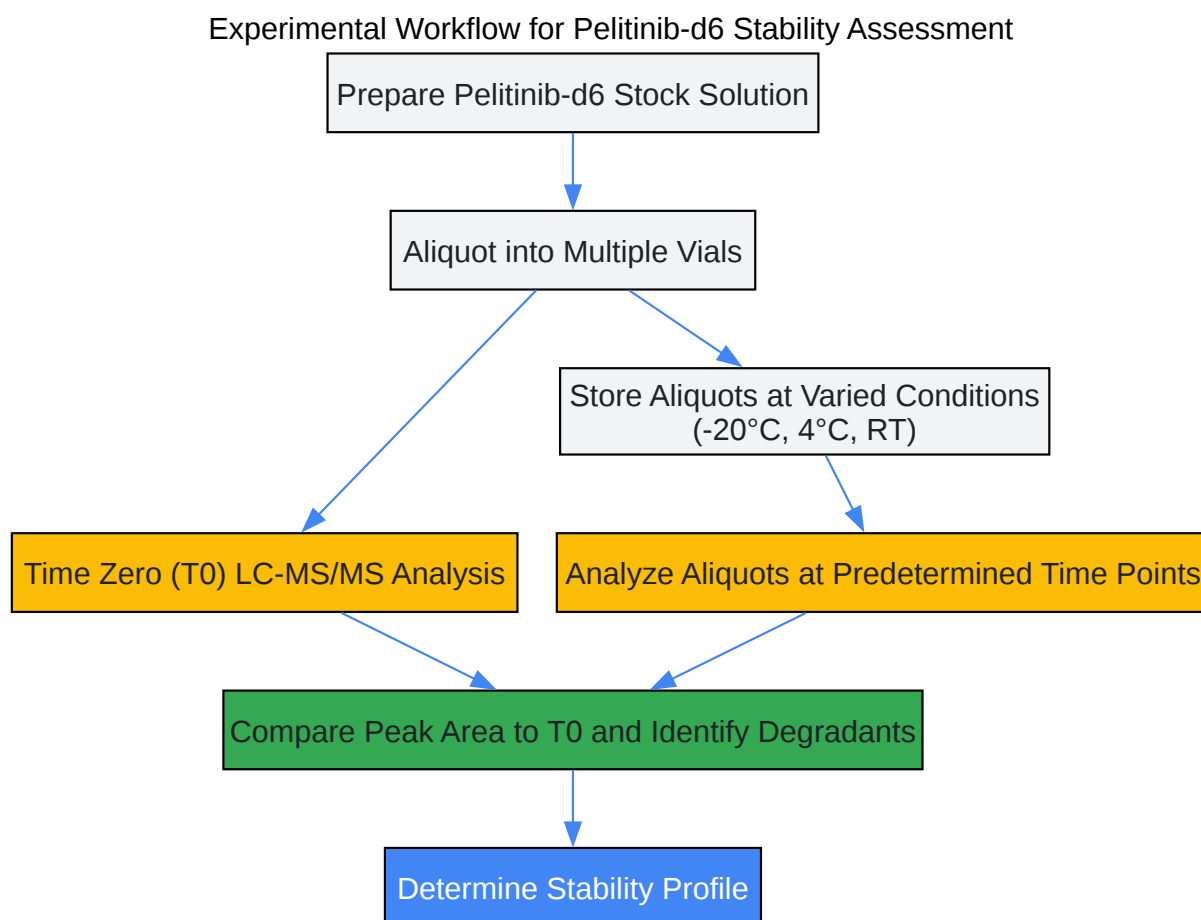 Experimental Workflow for Pelitinib-d6 Stability Assessment
Prepare Pelitinib-d6 Stock Solution
Aliquot into Multiple Vials
Store Aliquots at Varied Conditions
(-20°C, 4°C, RT)
Time Zero (T0) LC-MS/MS Analysis
Analyze Aliquots at Predetermined Time Points
Compare Peak Area to T0 and Identify Degradants
Determine Stability Profile